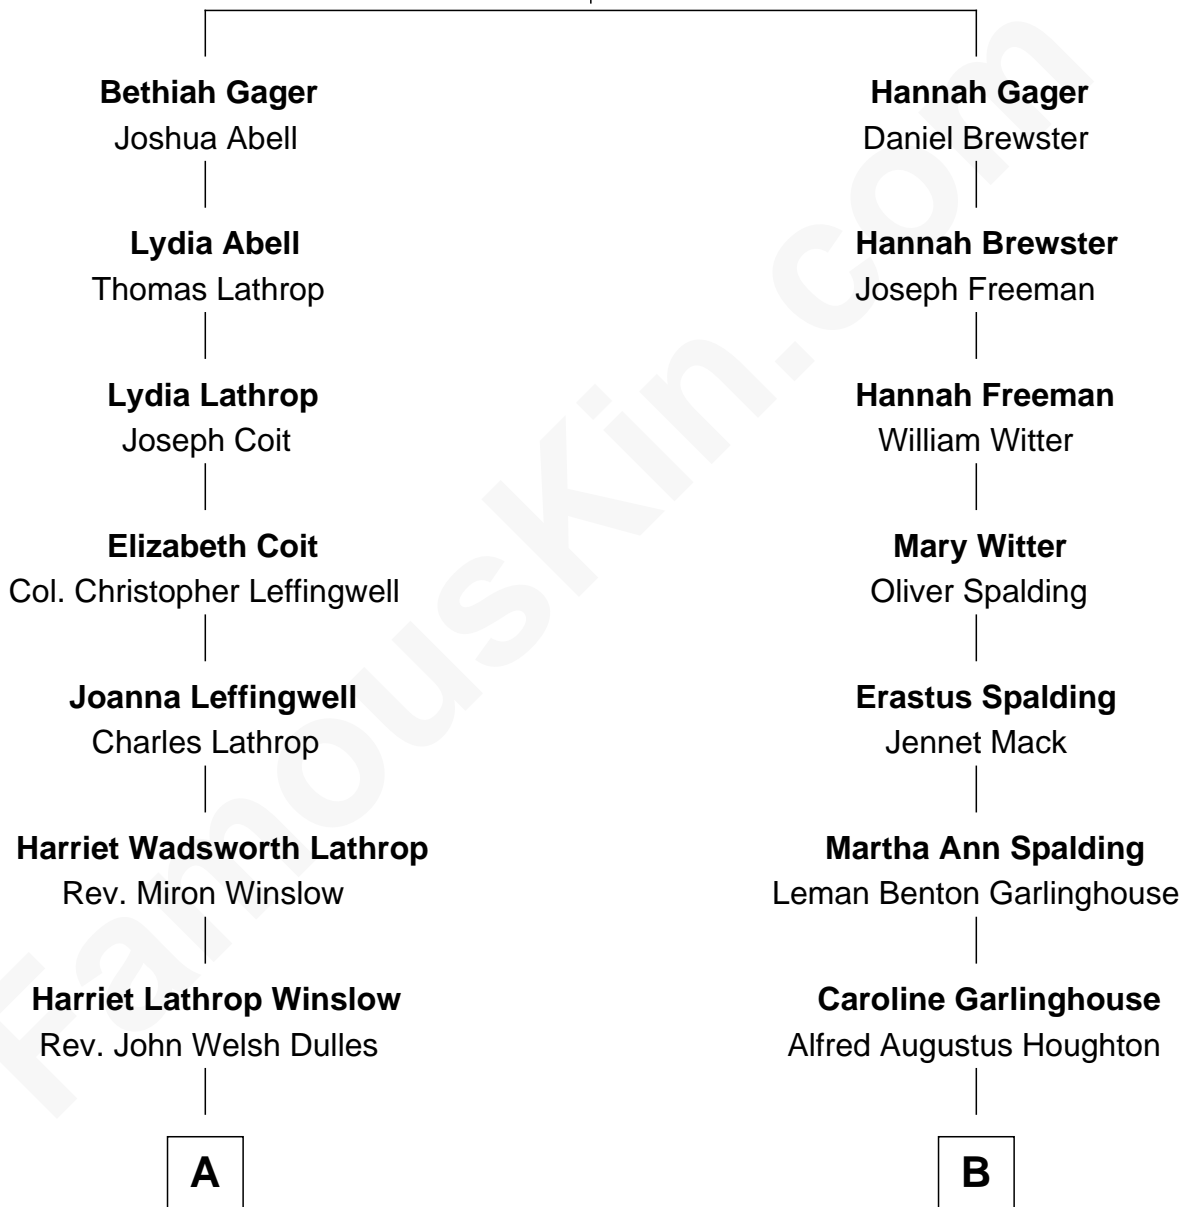 Bethiah Gager
Joshua Abell
Lydia Abell
Thomas Lathrop
Lydia Lathrop
Joseph Coit
Elizabeth Coit
Col. Christopher Leffingwell
Joanna Leffingwell
Charles Lathrop
Harriet Wadsworth Lathrop
Rev. Miron Winslow
Harriet Lathrop Winslow
Rev. John Welsh Dulles
A
Hannah Gager
Daniel Brewster
Hannah Brewster
Joseph Freeman
Hannah Freeman
William Witter
Mary Witter
Oliver Spalding
Erastus Spalding
Jennet Mack
Martha Ann Spalding
Leman Benton Garlinghouse
Caroline Garlinghouse
Alfred Augustus Houghton
B
FamousKin.com